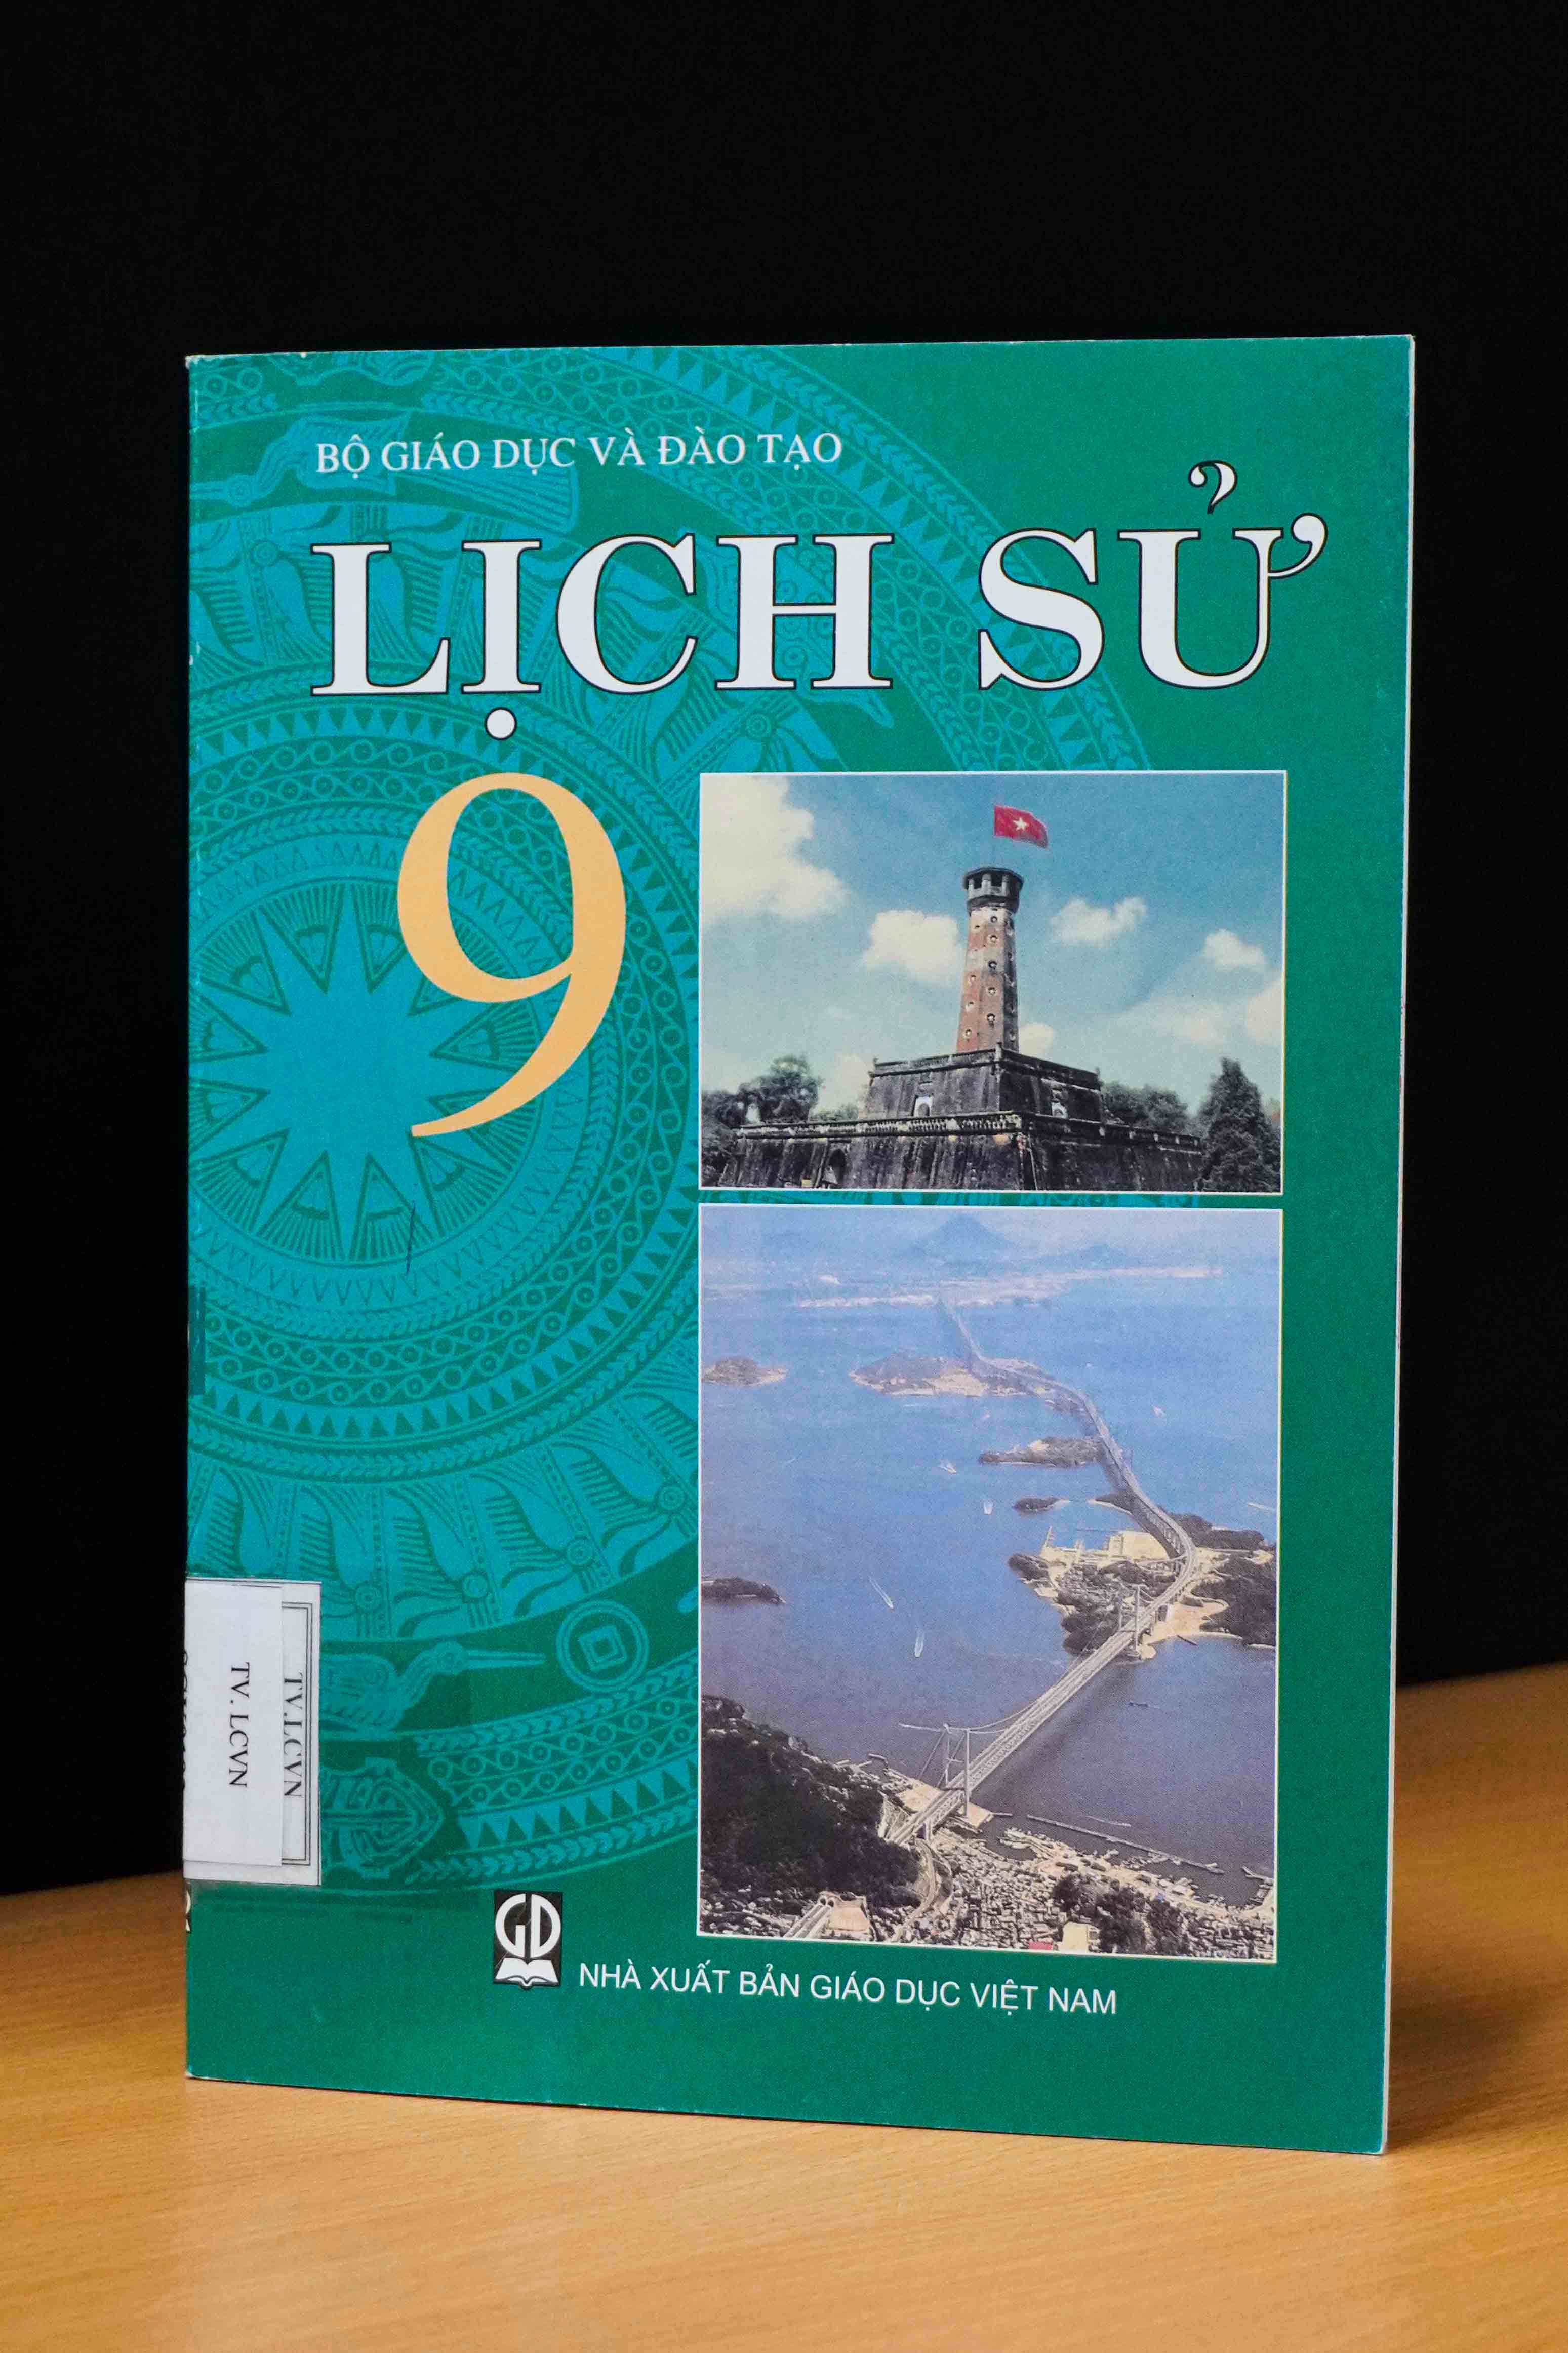 BỘ GIÁO DỤC VÀ ĐÀO TẠO
LỊCH SỬ
9
TV.LCVN
TV. LCVN
GD
NHÀ XUẤT BẢN GIÁO DỤC VIỆT NAM